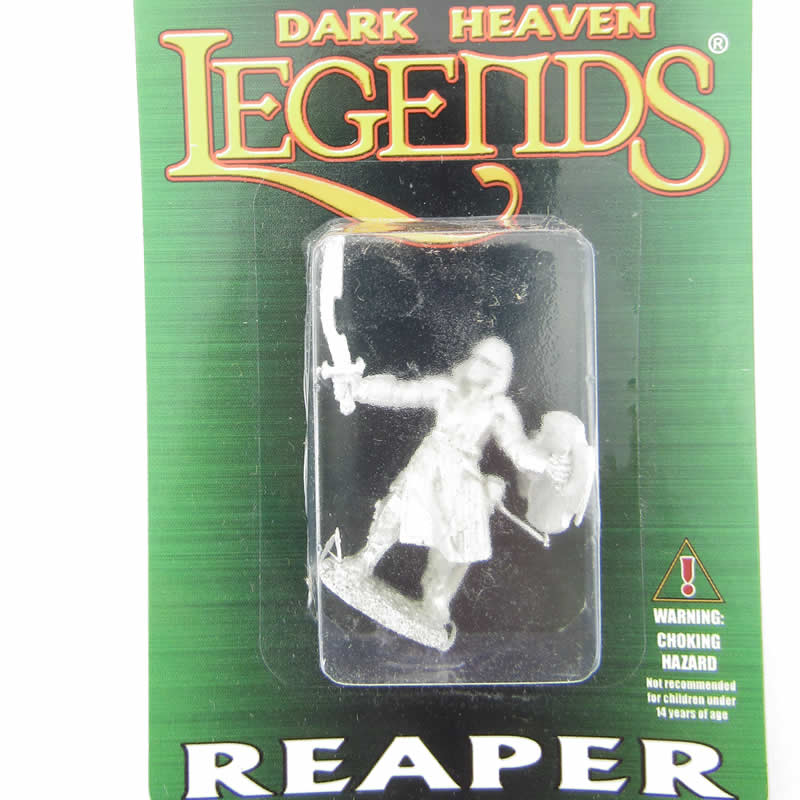 DARK HEAVEN
LEGENDS®
WARNING:
CHOKING
HAZARD
Not recommended
for children under
14 years of age
REAPER